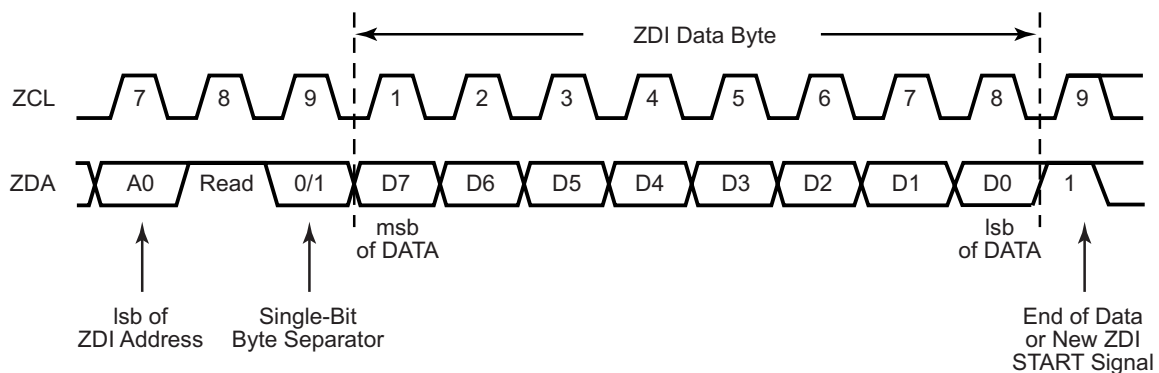 ZDI Data Byte
ZCL 7 8 9 1 2 3 4 5 6 7 8 9
ZDA A0 Read 0/1 D7 D6 D5 D4 D3 D2 D1 D0 1
msb
of DATA
lsb
of DATA
lsb of
ZDI Address
Single-Bit
Byte Separator
End of Data
or New ZDI
START Signal